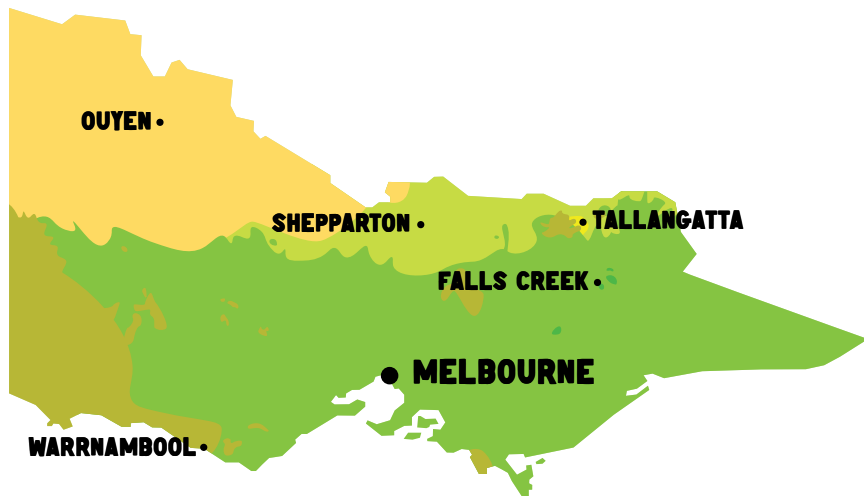 OUYEN
SHEPPARTON
TALLANGATTA
FALLS CREEK
MELBOURNE
WARRNAMBOOL